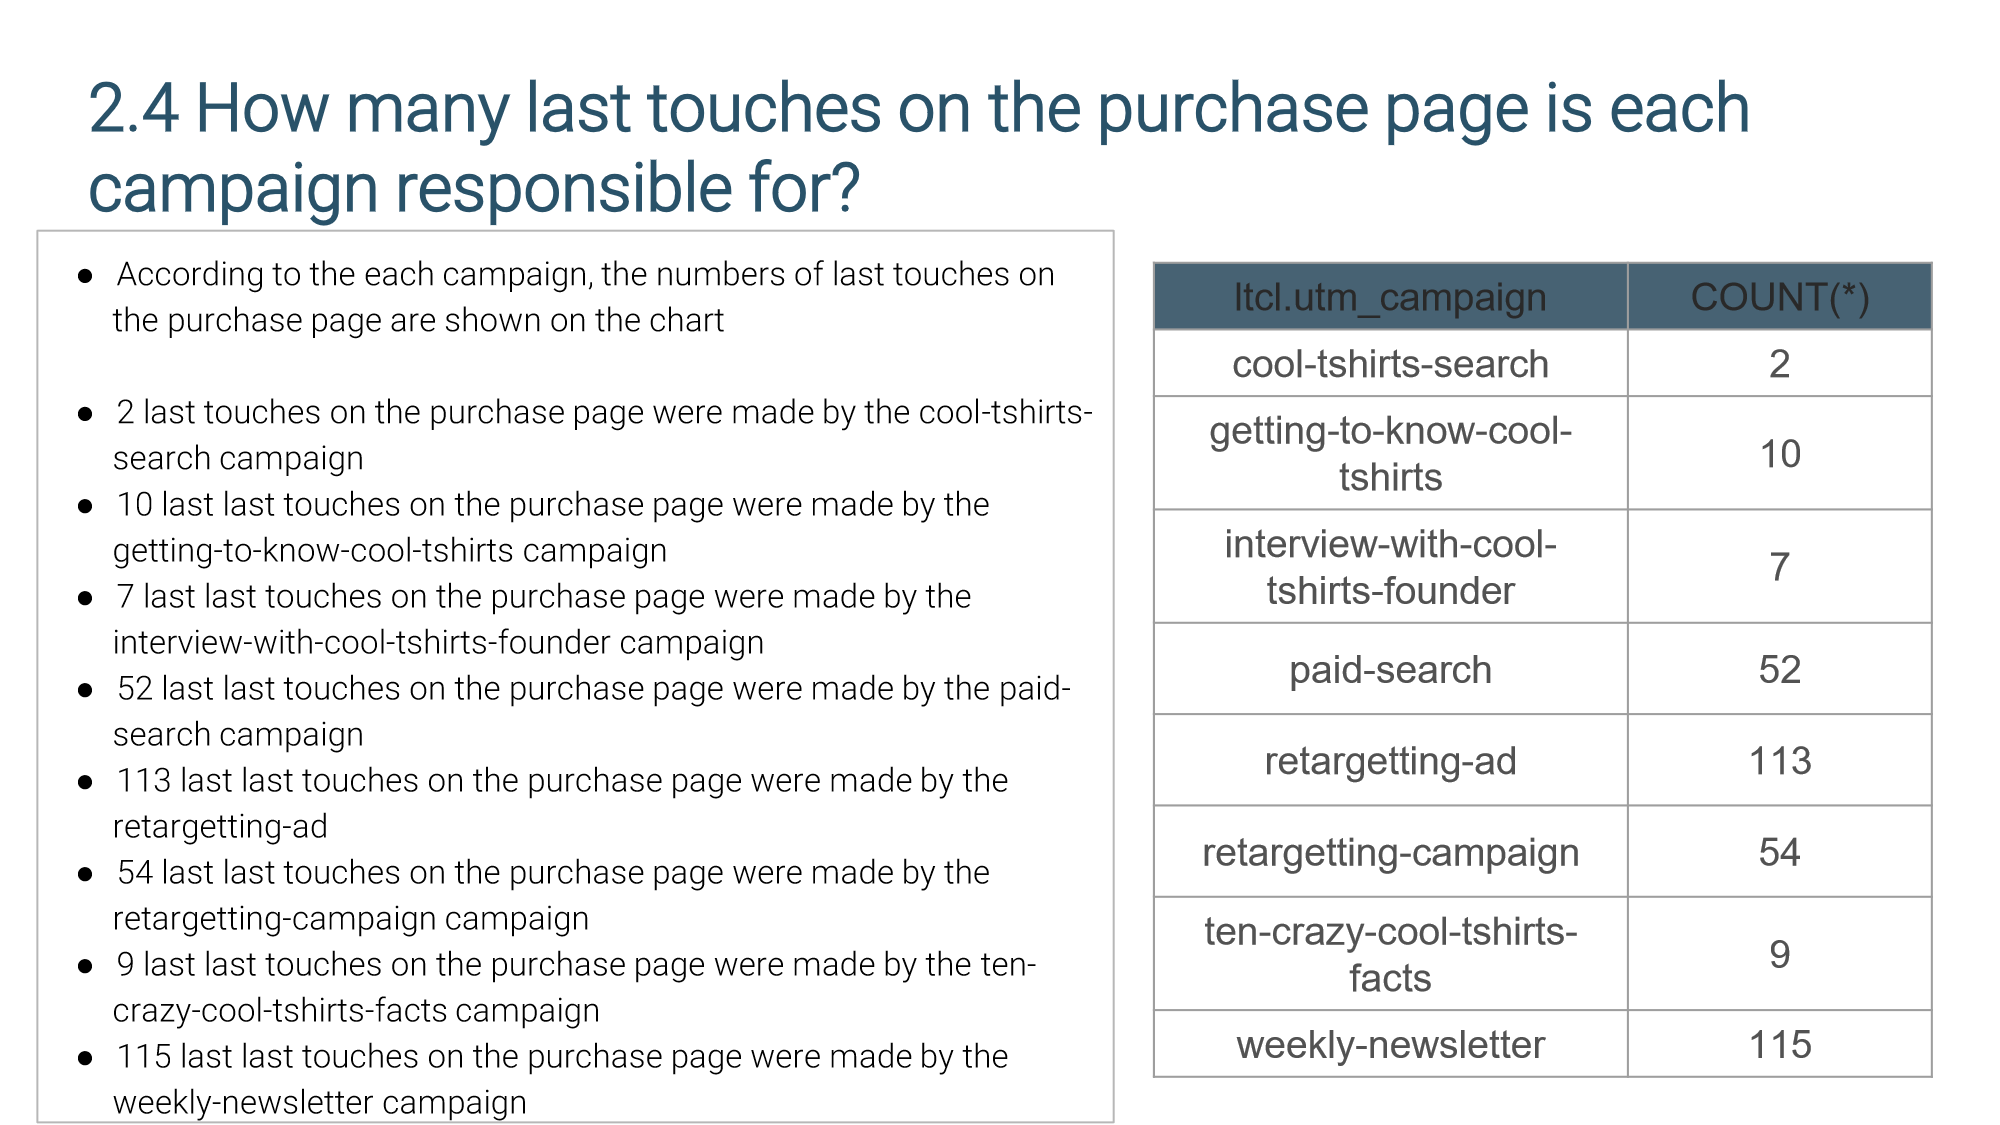 2.4 How many last touches on the purchase page is each
campaign responsible for?
● According to the each campaign, the numbers of last touches on
the purchase page are shown on the chart
● 2 last touches on the purchase page were made by the cool-tshirts-
search campaign
● 10 last last touches on the purchase page were made by the
getting-to-know-cool-tshirts campaign
● 7 last last touches on the purchase page were made by the
interview-with-cool-tshirts-founder campaign
● 52 last last touches on the purchase page were made by the paid-
search campaign
● 113 last last touches on the purchase page were made by the
retargetting-ad
● 54 last last touches on the purchase page were made by the
retargetting-campaign campaign
● 9 last last touches on the purchase page were made by the ten-
crazy-cool-tshirts-facts campaign
● 115 last last touches on the purchase page were made by the
weekly-newsletter campaign
ltcl.utm_campaign COUNT(*)
cool-tshirts-search 2
getting-to-know-cool-
tshirts 10
interview-with-cool-
tshirts-founder 7
paid-search 52
retargetting-ad 113
retargetting-campaign 54
ten-crazy-cool-tshirts-
facts 9
weekly-newsletter 115